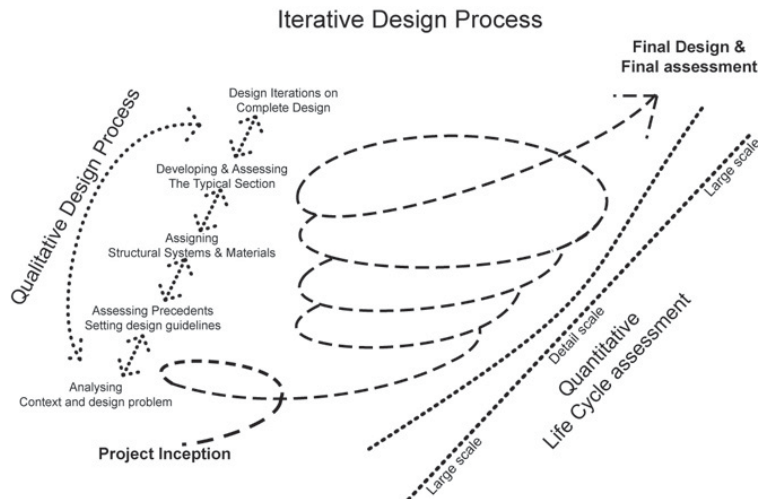 Iterative Design Process
Final Design &
Final assessment
Design Iterations on
Complete Design
Developing & Assessing
The Typical Section
Assigning
Structural Systems & Materials
Assessing Precedents
Setting design guidelines
Analysing
Context and design problem
Project Inception
Qualitative Design Process
Large scale
Detail scale
Large scale
Quantitative
Life Cycle assessment